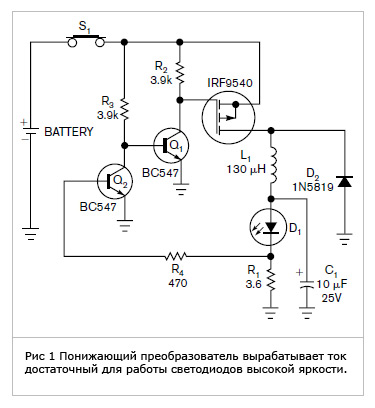 S1
R2
3.9k
IRF9540
R3
3.9k
+
BATTERY
−
Q1
BC547
L1
130 µH
D2
1N5819
Q2
BC547
D1
R4
470
R1
3.6
+
C1
10 µF
25V
Рис 1 Понижающий преобразователь вырабатывает ток
достаточный для работы светодиодов высокой яркости.